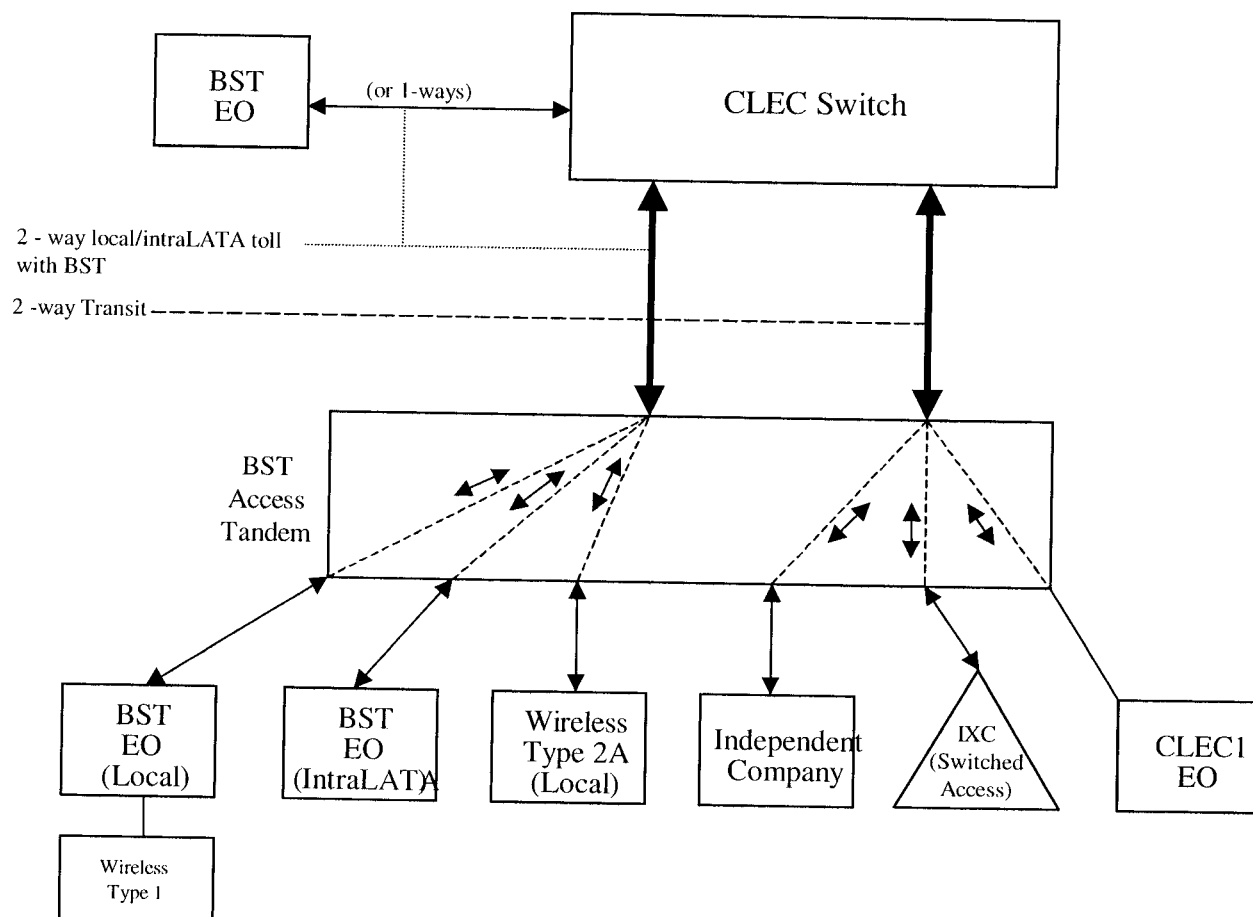 BST
EO
(or 1-ways)
CLEC Switch
2 - way local/intraLATA toll
with BST
2 -way Transit
BST
Access
Tandem
BST
EO
(Local)
BST
EO
(IntraLATA)
Wireless
Type 2A
(Local)
Independent
Company
IXC
(Switched
Access)
CLEC1
EO
Wireless
Type 1